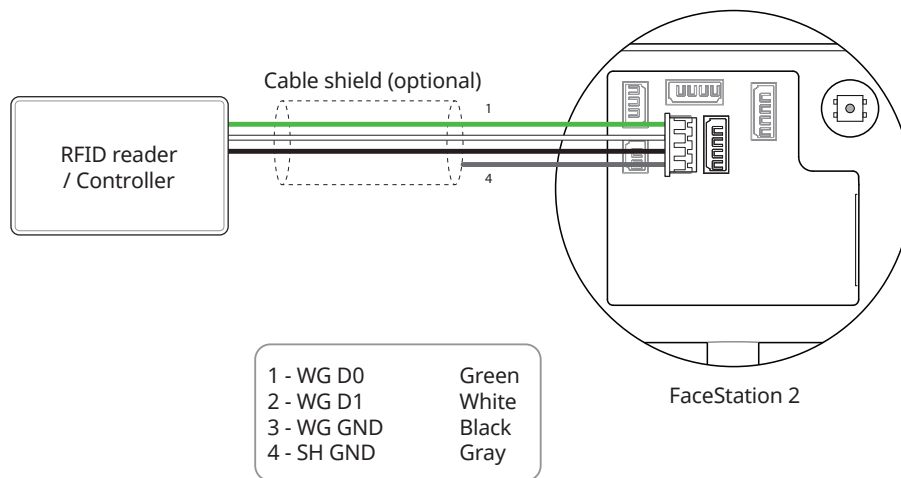 Cable shield (optional)
1
RFID reader
/ Controller
4
FaceStation 2
1 - WG D0 Green
2 - WG D1 White
3 - WG GND Black
4 - SH GND Gray